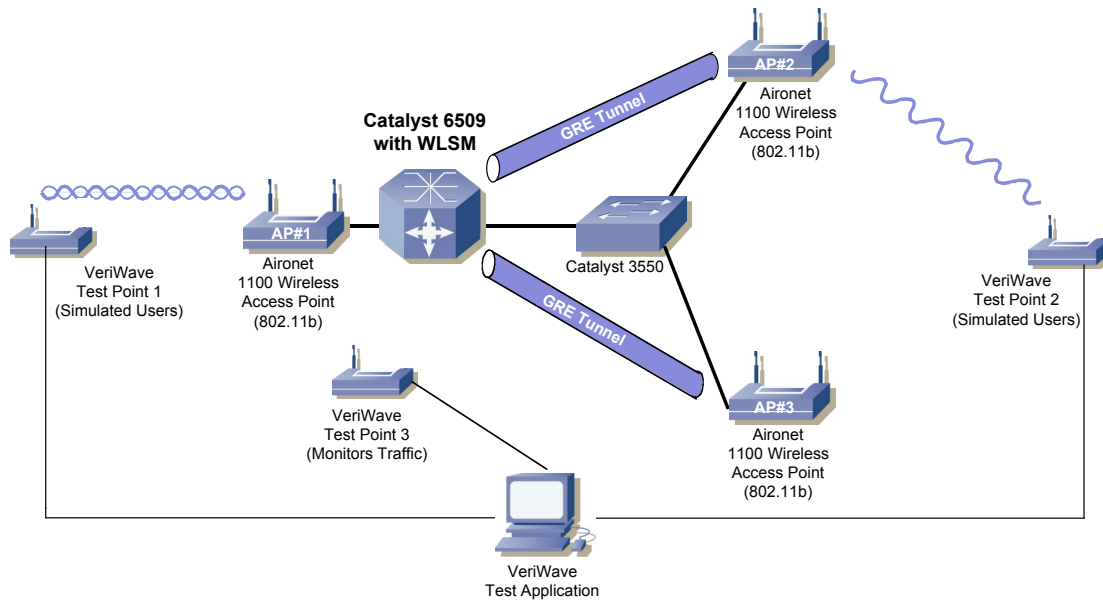 AP#2
Aironet
1100 Wireless
Access Point
(802.11b)
GRE Tunnel
Catalyst 6509
with WLSM
AP#1
Aironet
1100 Wireless
Access Point
(802.11b)
VeriWave
Test Point 1
(Simulated Users)
Catalyst 3550
VeriWave
Test Point 2
(Simulated Users)
GRE Tunnel
VeriWave
Test Point 3
(Monitors Traffic)
AP#3
Aironet
1100 Wireless
Access Point
(802.11b)
VeriWave
Test Application